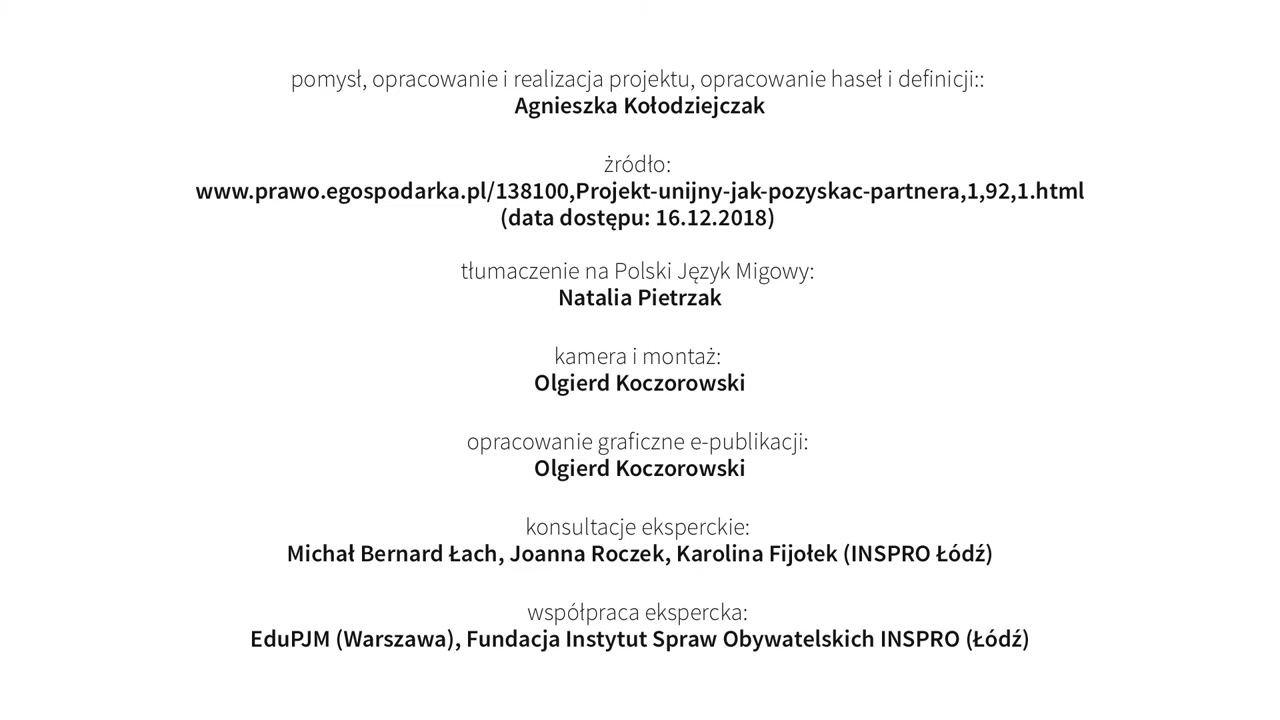 pomysł, opracowanie i realizacja projektu, opracowanie haseł i definicji::
Agnieszka Kołodziejczak
żródło:
www.prawo.egospodarka.pl/138100,Projekt-unijny-jak-pozyskac-partnera,1,92,1.html
(data dostępu: 16.12.2018)
tłumaczenie na Polski Język Migowy:
Natalia Pietrzak
kamera i montaż:
Olgierd Koczorowski
opracowanie graficzne e-publikacji:
Olgierd Koczorowski
konsultacje eksperckie:
Michał Bernard Łach, Joanna Roczek, Karolina Fijołek (INSPRO Łódź)
współpraca ekspercka:
EduPJM (Warszawa), Fundacja Instytut Spraw Obywatelskich INSPRO (Łódź)